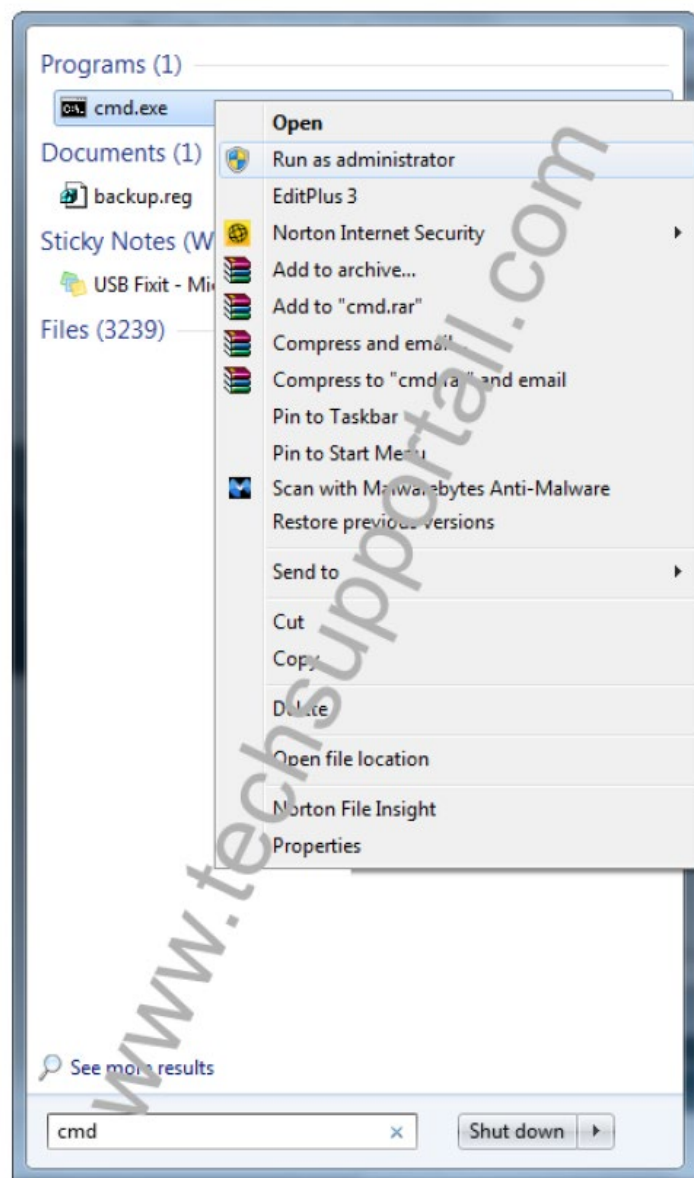 Programs (1)
cmd.exe
Open
Documents (1)
Run as administrator
backup.reg
EditPlus 3
Sticky Notes (W
Norton Internet Security
USB Fixit - Mic
Add to archive...
Add to "cmd.rar"
Files (3239)
Compress and email...
Compress to "cmd.rar" and email
Pin to Taskbar
Pin to Start Menu
Scan with Malwarebytes Anti-Malware
Restore previous versions
Send to
Cut
Copy
Delete
Open file location
Norton File Insight
Properties
See more results
cmd
Shut down
www.techsupportall.com